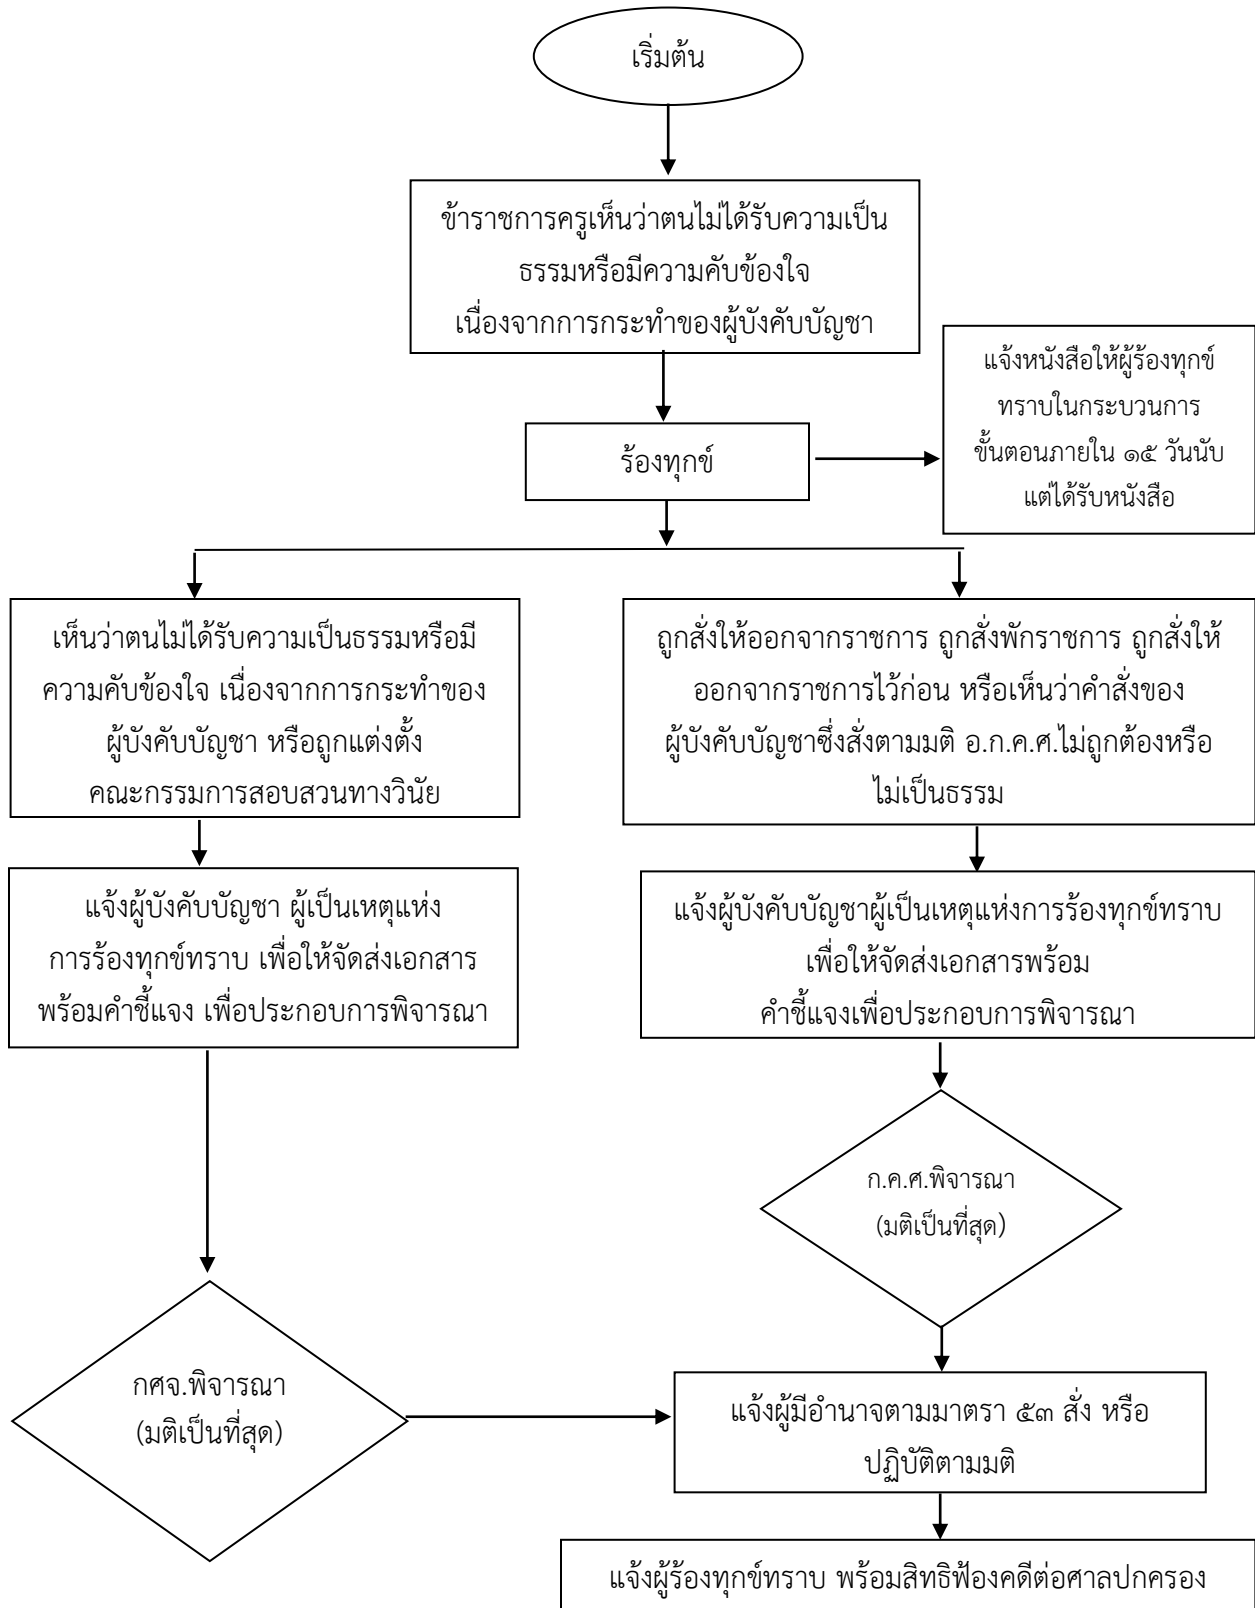 เริ่มต้น
ข้าราชการครูเห็นว่าตนไม่ได้รับความเป็น
ธรรมหรือมีความคับข้องใจ
เนื่องจากการกระทำของผู้บังคับบัญชา
แจ้งหนังสือให้ผู้ร้องทุกข์
ทราบในกระบวนการ
ขั้นตอนภายใน ๑๕ วันนับ
แต่ได้รับหนังสือ
ร้องทุกข์
เห็นว่าตนไม่ได้รับความเป็นธรรมหรือมี
ความคับข้องใจ เนื่องจากการกระทำของ
ผู้บังคับบัญชา หรือถูกแต่งตั้ง
คณะกรรมการสอบสวนทางวินัย
ถูกสั่งให้ออกจากราชการ ถูกสั่งพักราชการ ถูกสั่งให้
ออกจากราชการไว้ก่อน หรือเห็นว่าคำสั่งของ
ผู้บังคับบัญชาซึ่งสั่งตามมติ อ.ก.ค.ศ.ไม่ถูกต้องหรือ
ไม่เป็นธรรม
แจ้งผู้บังคับบัญชา ผู้เป็นเหตุแห่ง
การร้องทุกข์ทราบ เพื่อให้จัดส่งเอกสาร
พร้อมคำชี้แจง เพื่อประกอบการพิจารณา
แจ้งผู้บังคับบัญชาผู้เป็นเหตุแห่งการร้องทุกข์ทราบ
เพื่อให้จัดส่งเอกสารพร้อม
คำชี้แจงเพื่อประกอบการพิจารณา
ก.ค.ศ.พิจารณา
(มติเป็นที่สุด)
กศจ.พิจารณา
(มติเป็นที่สุด)
แจ้งผู้มีอำนาจตามมาตรา ๕๓ สั่ง หรือ
ปฏิบัติตามมติ
แจ้งผู้ร้องทุกข์ทราบ พร้อมสิทธิฟ้องคดีต่อศาลปกครอง